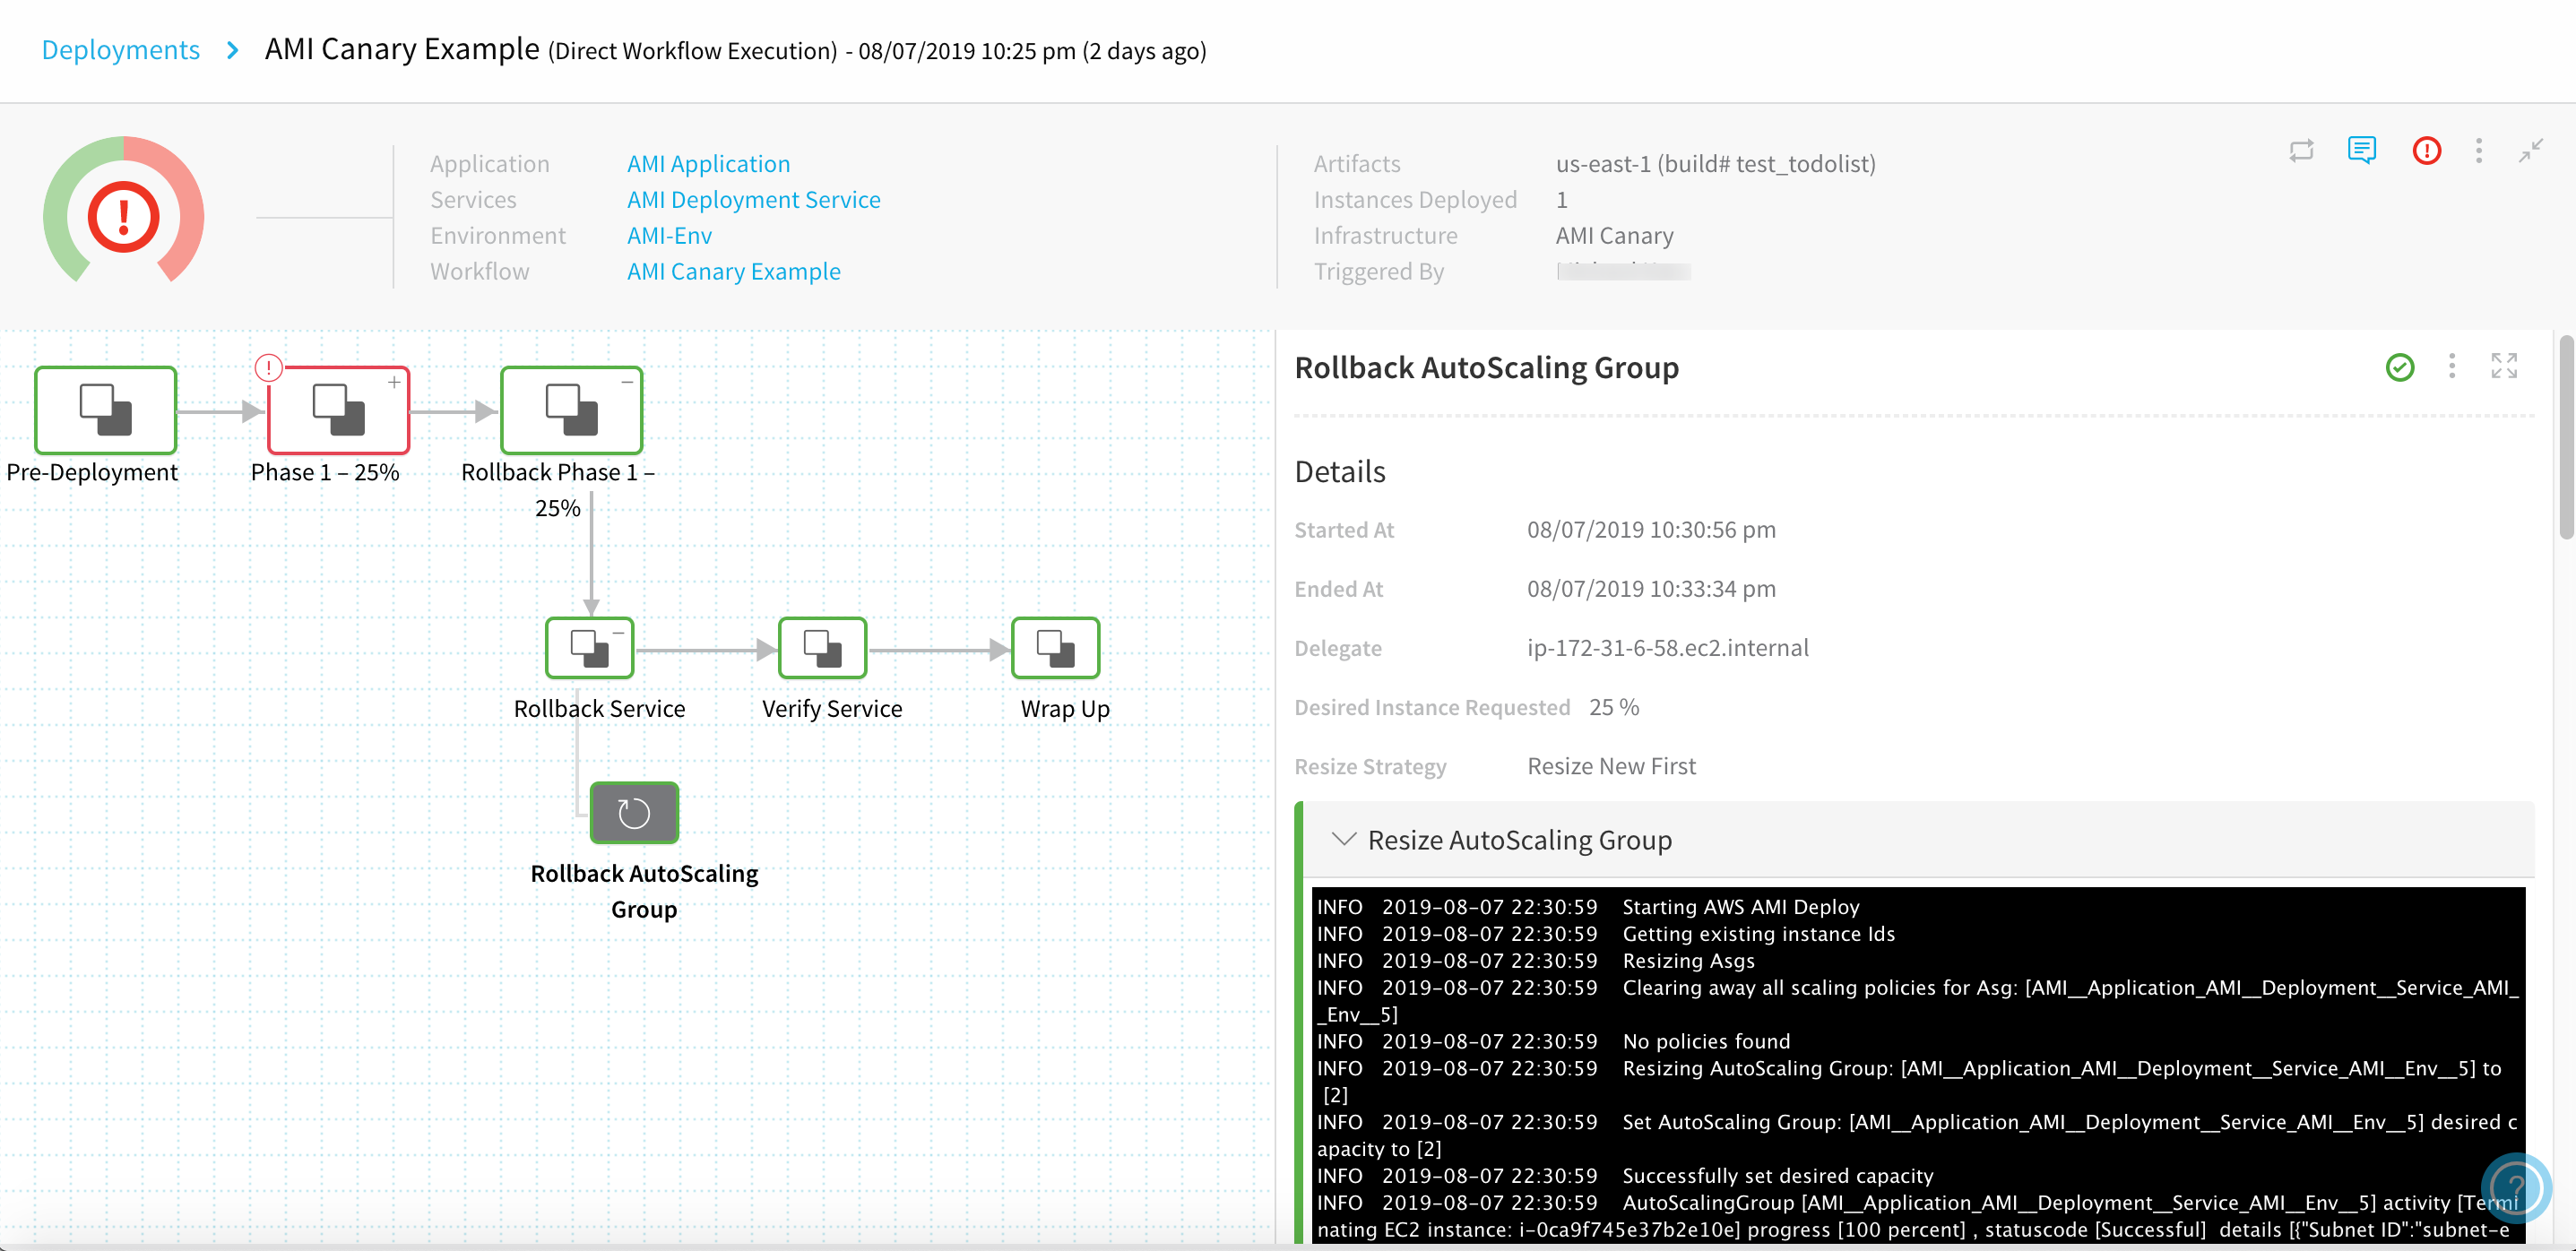 Deployments > AMI Canary Example (Direct Workflow Execution) - 08/07/2019 10:25 pm (2 days ago)
Application AMI Application
Services AMI Deployment Service
Environment AMI-Env
Workflow AMI Canary Example
Artifacts us-east-1 (build# test_todolist)
Instances Deployed 1
Infrastructure AMI Canary
Triggered By
Pre-Deployment
Phase 1 – 25%
Rollback Phase 1 –
25%
Rollback Service
Verify Service
Wrap Up
Rollback AutoScaling
Group
Rollback AutoScaling Group
Details
Started At 08/07/2019 10:30:56 pm
Ended At 08/07/2019 10:33:34 pm
Delegate ip-172-31-6-58.ec2.internal
Desired Instance Requested 25 %
Resize Strategy Resize New First
Resize AutoScaling Group
INFO 2019-08-07 22:30:59 Starting AWS AMI Deploy
INFO 2019-08-07 22:30:59 Getting existing instance Ids
INFO 2019-08-07 22:30:59 Resizing Asgs
INFO 2019-08-07 22:30:59 Clearing away all scaling policies for Asg: [AMI__Application_AMI__Deployment__Service_AMI_
_Env__5]
INFO 2019-08-07 22:30:59 No policies found
INFO 2019-08-07 22:30:59 Resizing AutoScaling Group: [AMI__Application_AMI__Deployment__Service_AMI__Env__5] to
[2]
INFO 2019-08-07 22:30:59 Set AutoScaling Group: [AMI__Application_AMI__Deployment__Service_AMI__Env__5] desired c
apacity to [2]
INFO 2019-08-07 22:30:59 Successfully set desired capacity
INFO 2019-08-07 22:30:59 AutoScalingGroup [AMI__Application_AMI__Deployment__Service_AMI__Env__5] activity [Termi
nating EC2 instance: i-0ca9f745e37b2e10e] progress [100 percent] , statuscode [Successful] details [{"Subnet ID":"subnet-e